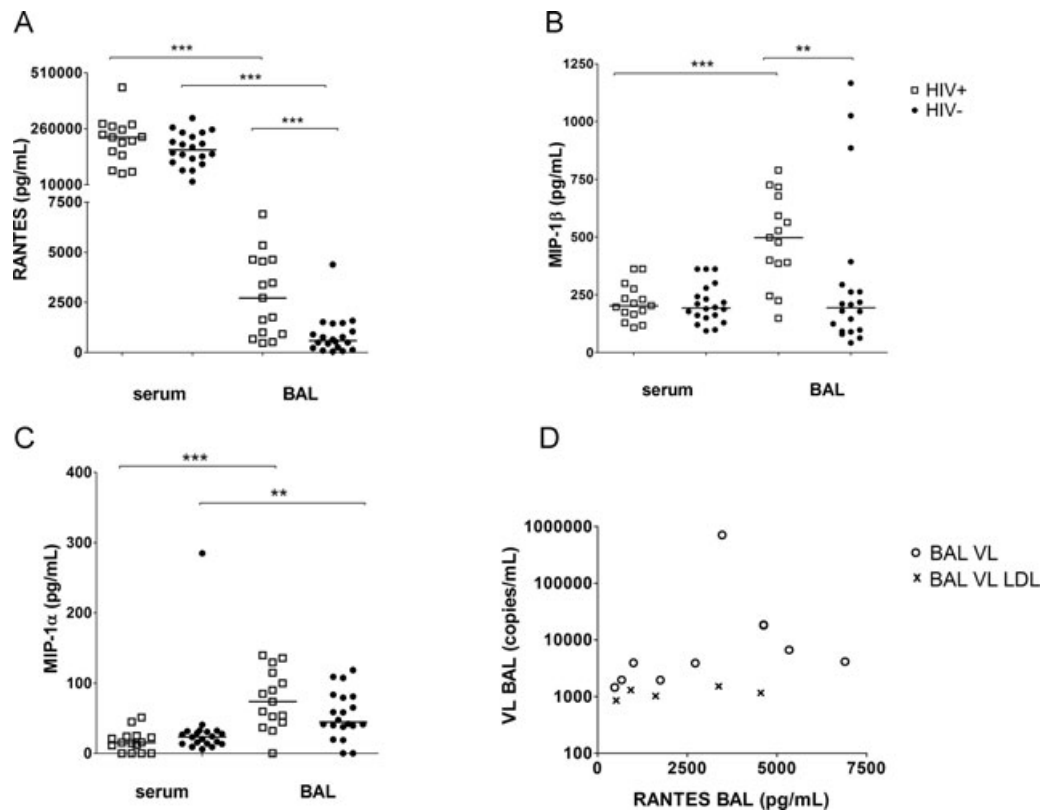 A
***
***
***
510000
260000
10000
7500
5000
2500
0
RANTES (pg/mL)
serum BAL
B
**
***
1250
1000
750
500
250
0
MIP-1β (pg/mL)
serum BAL
HIV+
HIV-
C
***
**
400
300
200
100
0
MIP-1α (pg/mL)
serum BAL
D
1000000
100000
10000
1000
100
VL BAL (copies/mL)
0 2500 5000 7500
RANTES BAL (pg/mL)
BAL VL
BAL VL LDL